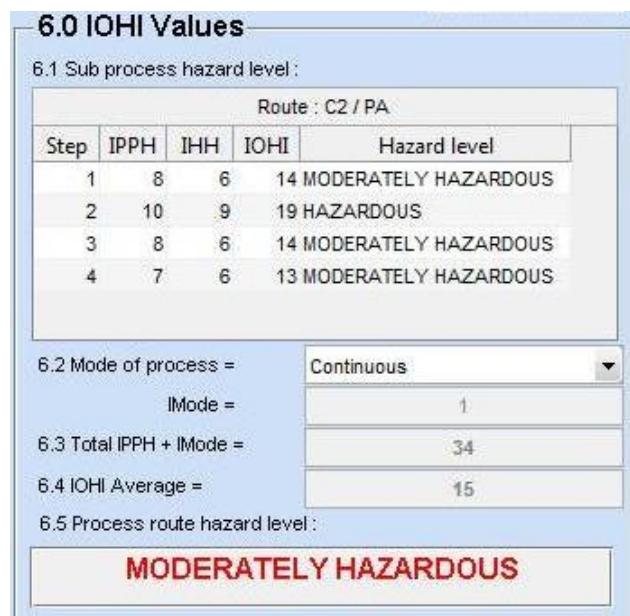 6.0 IOHI Values
6.1 Sub process hazard level :
Route : C2 / PA
Step IPPH IHH IOHI Hazard level
1 8 6 14 MODERATELY HAZARDOUS
2 10 9 19 HAZARDOUS
3 8 6 14 MODERATELY HAZARDOUS
4 7 6 13 MODERATELY HAZARDOUS
6.2 Mode of process = Continuous
IMode = 1
6.3 Total IPPH + IMode = 34
6.4 IOHI Average = 15
6.5 Process route hazard level :
MODERATELY HAZARDOUS